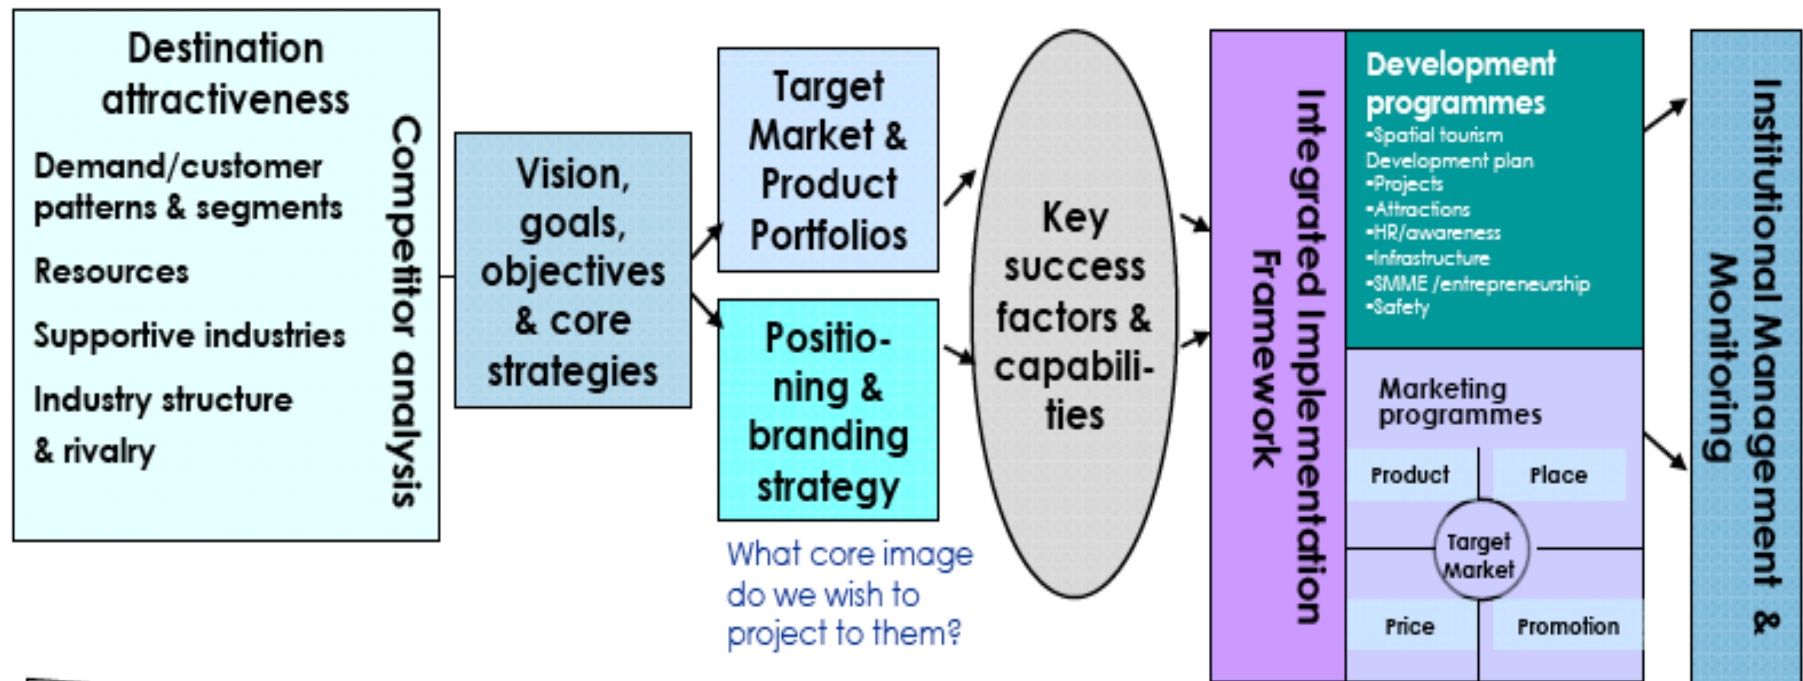 Destination
attractiveness
Demand/customer
patterns & segments
Resources
Supportive industries
Industry structure
& rivalry
Competitor analysis
Vision,
goals,
objectives
& core
strategies
Target
Market &
Product
Portfolios
Positio-
ning &
branding
strategy
What core image
do we wish to
project to them?
Key
success
factors &
capabili-
ties
Integrated Implementation
Framework
Development
programmes
▪Spatial tourism
Development plan
▪Projects
▪Attractions
▪HR/awareness
▪Infrastructure
▪SMME /entrepreneurship
▪Safety
Marketing
programmes
Product
Place
Target
Market
Price
Promotion
Institutional Management &
Monitoring